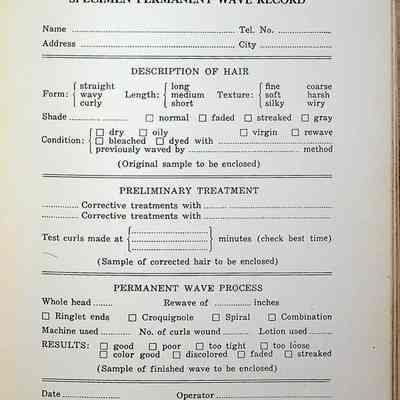 SPECIMEN PERMANENT WAVE RECORD
Name ........ Tel. No. ........
Address ........ City ........
DESCRIPTION OF HAIR
Form: { straight wavy curly Length: { long medium short Texture: { fine soft silky coarse harsh wiry
Shade ........ □ normal □ faded □ streaked □ gray
Condition: { □ dry □ oily □ virgin □ rewave
□ bleached □ dyed with ........
previously waved by ........ method
(Original sample to be enclosed)
PRELIMINARY TREATMENT
........ Corrective treatments with ........
........ Corrective treatments with ........
Test curls made at { ........ } minutes (check best time)
(Sample of corrected hair to be enclosed)
PERMANENT WAVE PROCESS
Whole head ........ Rewave of ........ inches
□ Ringlet ends □ Croquignole □ Spiral □ Combination
Machine used ........ No. of curls wound ........ Lotion used ........
RESULTS: □ good □ poor □ too tight □ too loose
□ color good □ discolored □ faded □ streaked
(Sample of finished wave to be enclosed)
Date ........ Operator ........